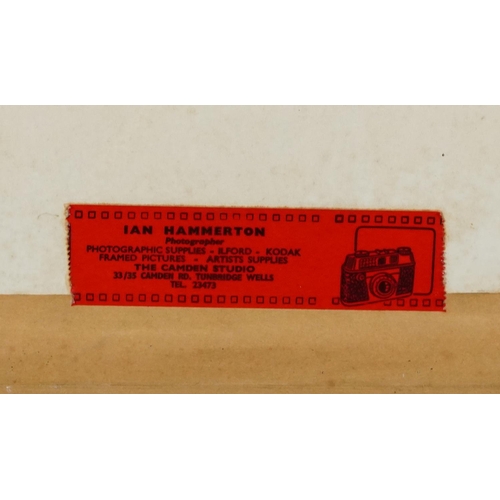 IAN HAMMERTON
Photographer
PHOTOGRAPHIC SUPPLIES - ILFORD - KODAK
FRAMED PICTURES - ARTISTS SUPPLIES
THE CAMDEN STUDIO
33/35 CAMDEN RD. TUNBRIDGE WELLS
TEL. 23473